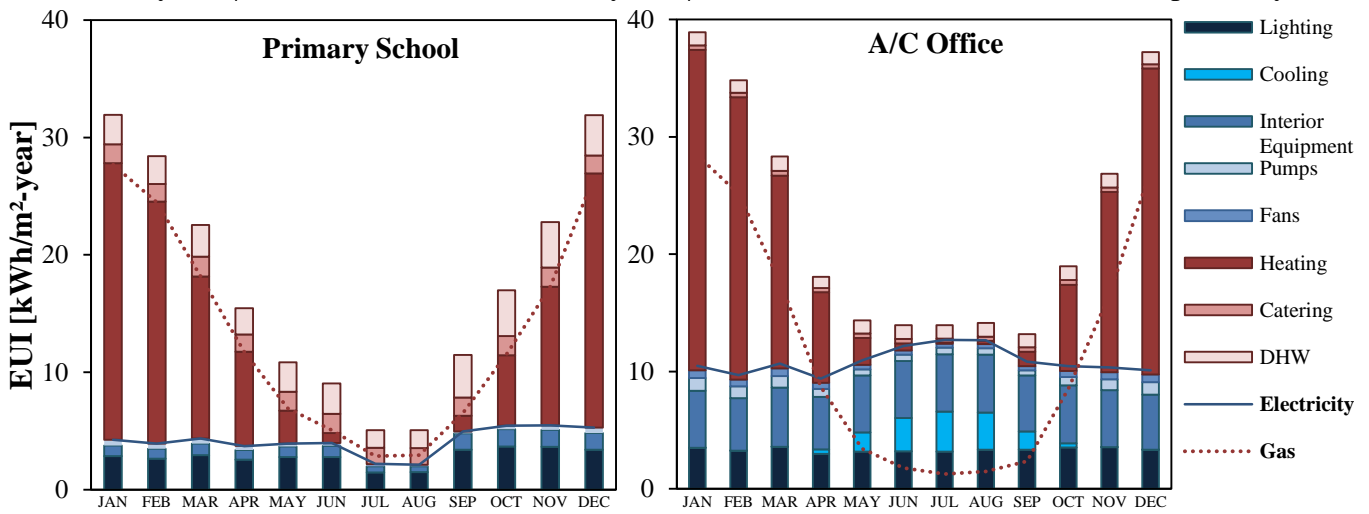 40
30
20
10
0
EUI [kWh/m²-year]
Primary School
JAN FEB MAR APR MAY JUN JUL AUG SEP OCT NOV DEC
40
30
20
10
0
A/C Office
JAN FEB MAR APR MAY JUN JUL AUG SEP OCT NOV DEC
Lighting
Cooling
Interior
Equipment
Pumps
Fans
Heating
Catering
DHW
Electricity
Gas